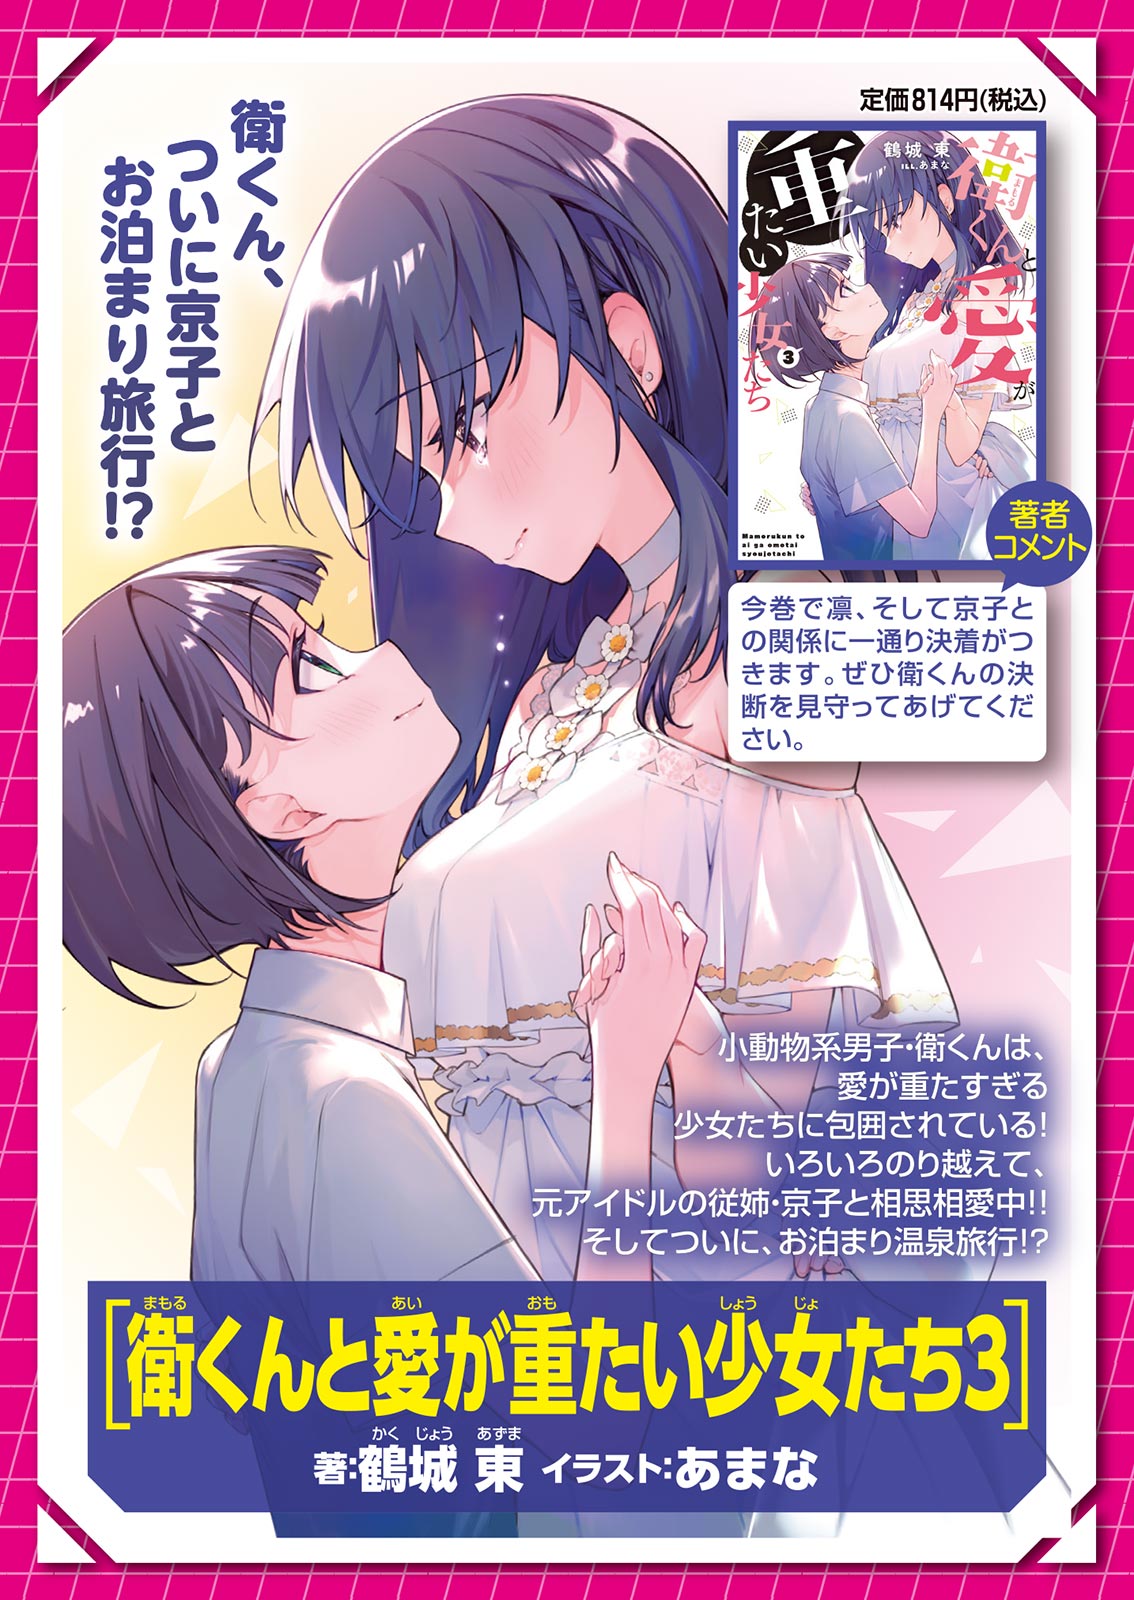 衛くん、
ついに京子と
お泊まり旅行!?
定価814円(税込)
鶴城 東
ILL.あまな
衛くんと
まもる
愛が
重たい
少女たち
3
Mamorukun to
ai ga omotai
syoujotachi
著者
コメント
今巻で凛、そして京子と
の関係に一通り決着がつ
きます。ぜひ衛くんの決
断を見守ってあげてくだ
さい。
小動物系男子・衛くんは、
愛が重たすぎる
少女たちに包囲されている!
いろいろのり越えて、
元アイドルの従姉・京子と相思相愛中!!
そしてついに、お泊まり温泉旅行!?
まもる あい おも しょう じょ
[衛くんと愛が重たい少女たち3]
かく じょう あずま
著:鶴城 東 イラスト:あまな